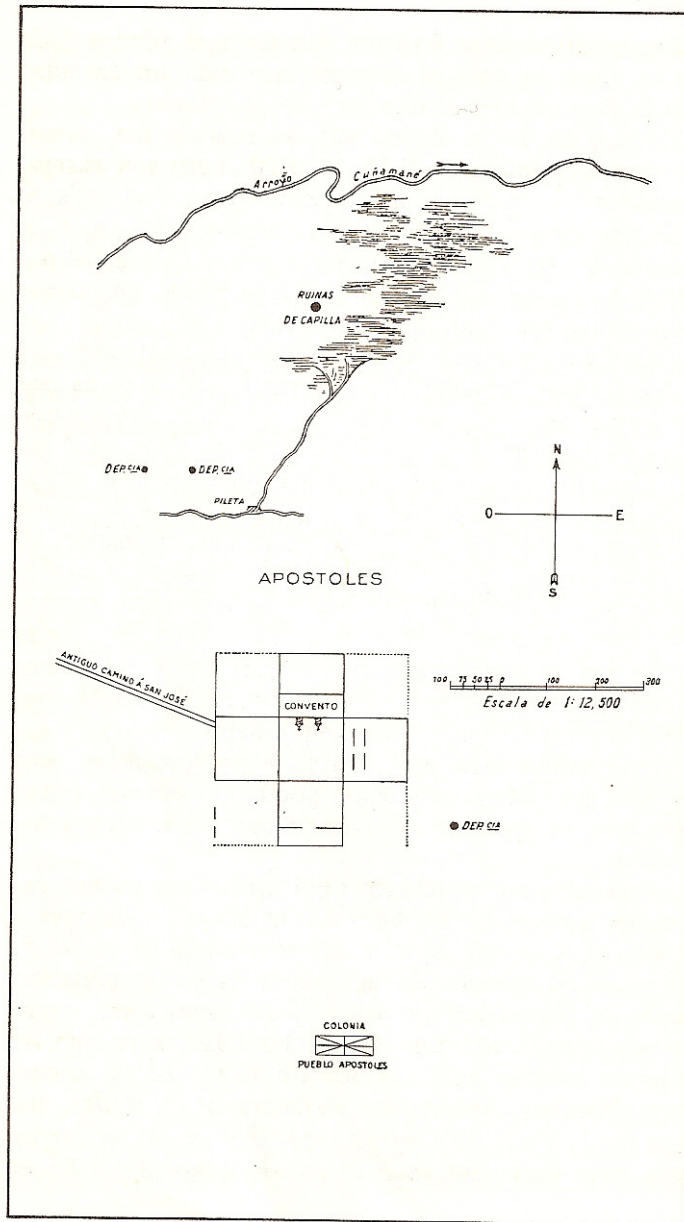 Arroyo Cuñamané
RUINAS
DE CAPILLA
DEP. CIA DEP. CIA
PILETA
N
O E
S
APOSTOLES
ANTIGUO CAMINO Á SAN JOSÉ
CONVENTO
100 75 50 25 0 100 200 300
Escala de 1:12,500
DEP. CIA
COLONIA
PUEBLO APOSTOLES